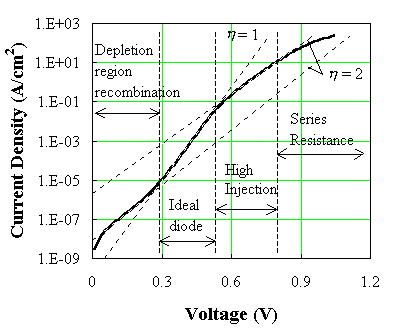 1.E+03
η=1
Depletion
region
recombination
1.E+01
η=2
1.E-01
Series
Resistance
1.E-03
High
Injection
1.E-05
Ideal
diode
1.E-07
1.E-09
0
0.3
0.6
0.9
1.2
Voltage (V)
Current Density (A/cm²)